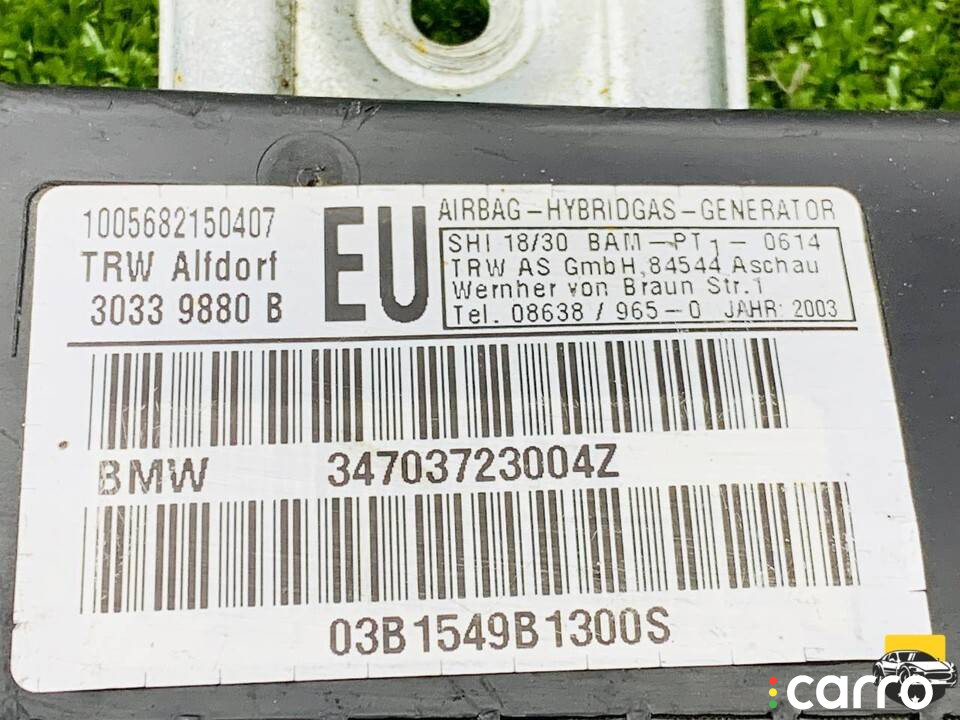 1005682150407
TRW Alfdorf
3033 9880 B
EU
AIRBAG-HYBRIDGAS-GENERATOR
SHI 18/30 BAM-PT1-0614
TRW AS GmbH,84544 Aschau
Wernher von Braun Str.1
Tel. 08638/965-0 JAHR: 2003
BMW 34703723004Z
03B1549B1300S
carro